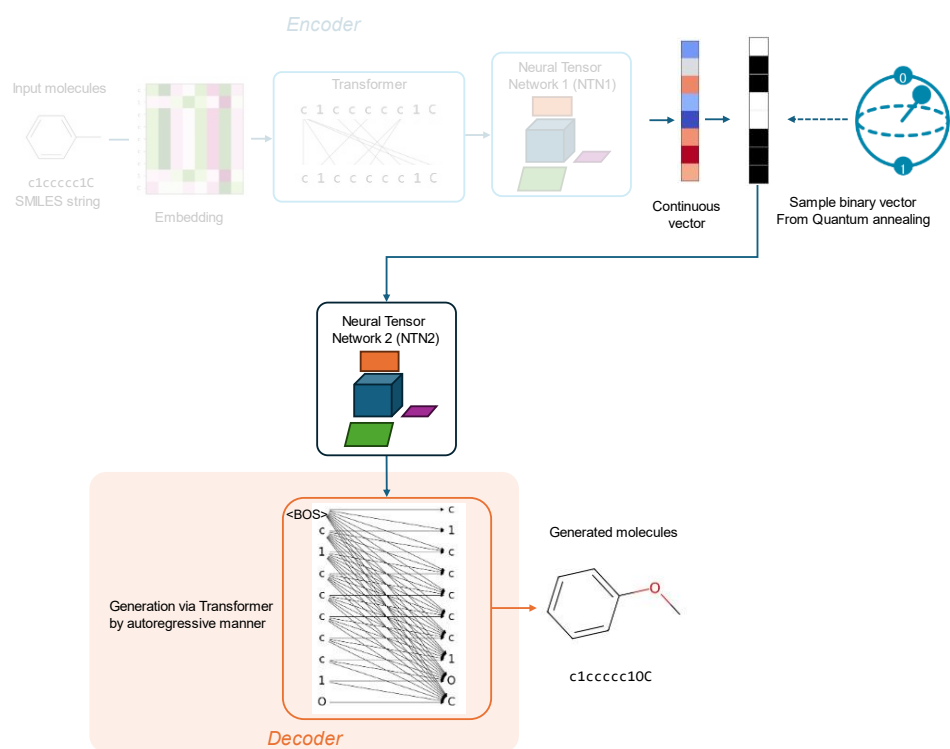 Encoder
Input molecules
c1ccccc1C
SMILES string
Embedding
Transformer
c 1 c c c c c 1 C
c 1 c c c c c 1 C
Neural Tensor
Network 1 (NTN1)
Continuous
vector
0
1
Sample binary vector
From Quantum annealing
Neural Tensor
Network 2 (NTN2)
Generation via Transformer
by autoregressive manner
<BOS> c
c 1
1 c
c c
c c
c c
c c
c 1
1 O
O C
Decoder
Generated molecules
O
c1ccccc1OC